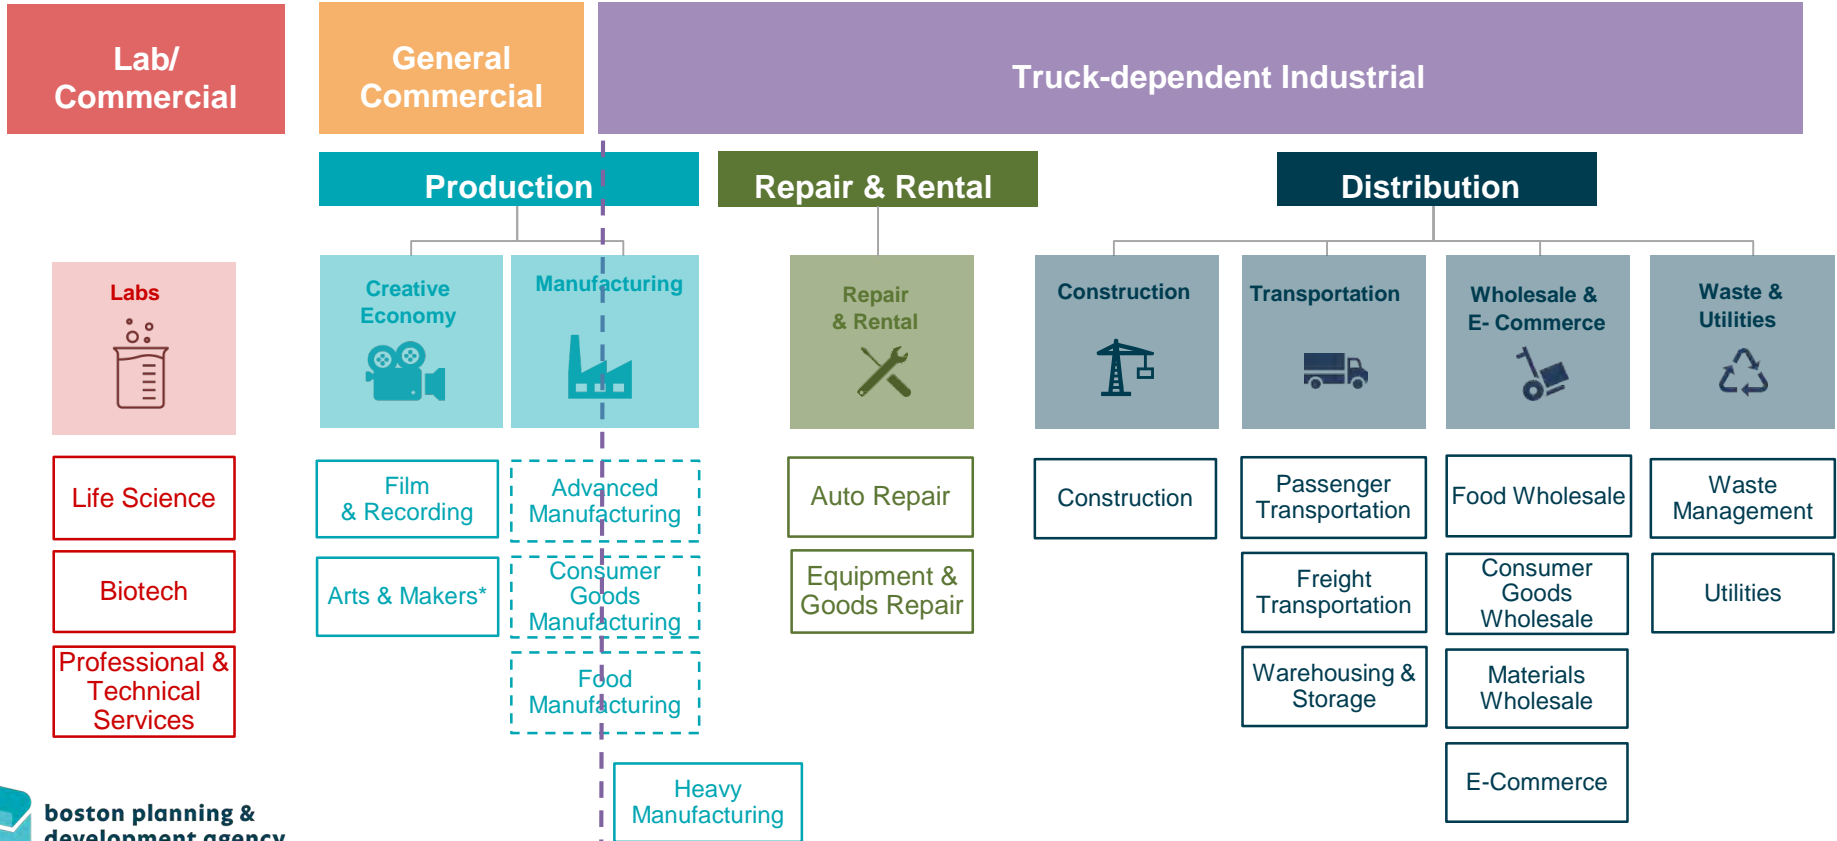 Lab/
Commercial
General
Commercial
Truck-dependent Industrial
Production
Repair & Rental
Distribution
Labs
Creative
Economy
Manufacturing
Repair
& Rental
Construction
Transportation
Wholesale &
E- Commerce
Waste &
Utilities
Life Science
Biotech
Professional &
Technical
Services
Film
& Recording
Arts & Makers*
Advanced
Manufacturing
Consumer
Goods
Manufacturing
Food
Manufacturing
Heavy
Manufacturing
Auto Repair
Equipment &
Goods Repair
Construction
Passenger
Transportation
Freight
Transportation
Warehousing &
Storage
Food Wholesale
Consumer
Goods
Wholesale
Materials
Wholesale
E-Commerce
Waste
Management
Utilities
boston planning &
development agency